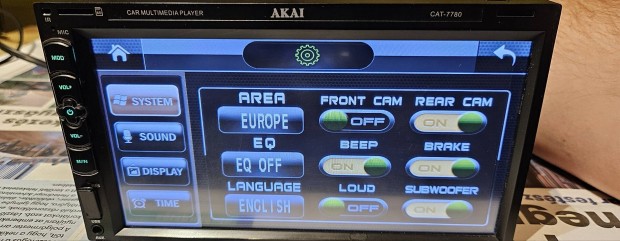 CAR MULTIMEDIA PLAYER
AKAI
CAT-7780
MIC
MOD
VOL+
VOL-
SYSTEM
SOUND
DISPLAY
TIME
AREA
EUROPE
EQ
EQ OFF
LANGUAGE
ENGLISH
FRONT CAM
OFF
BEEP
ON
LOUD
OFF
REAR CAM
ON
BRAKE
ON
SUBWOOFER
ON